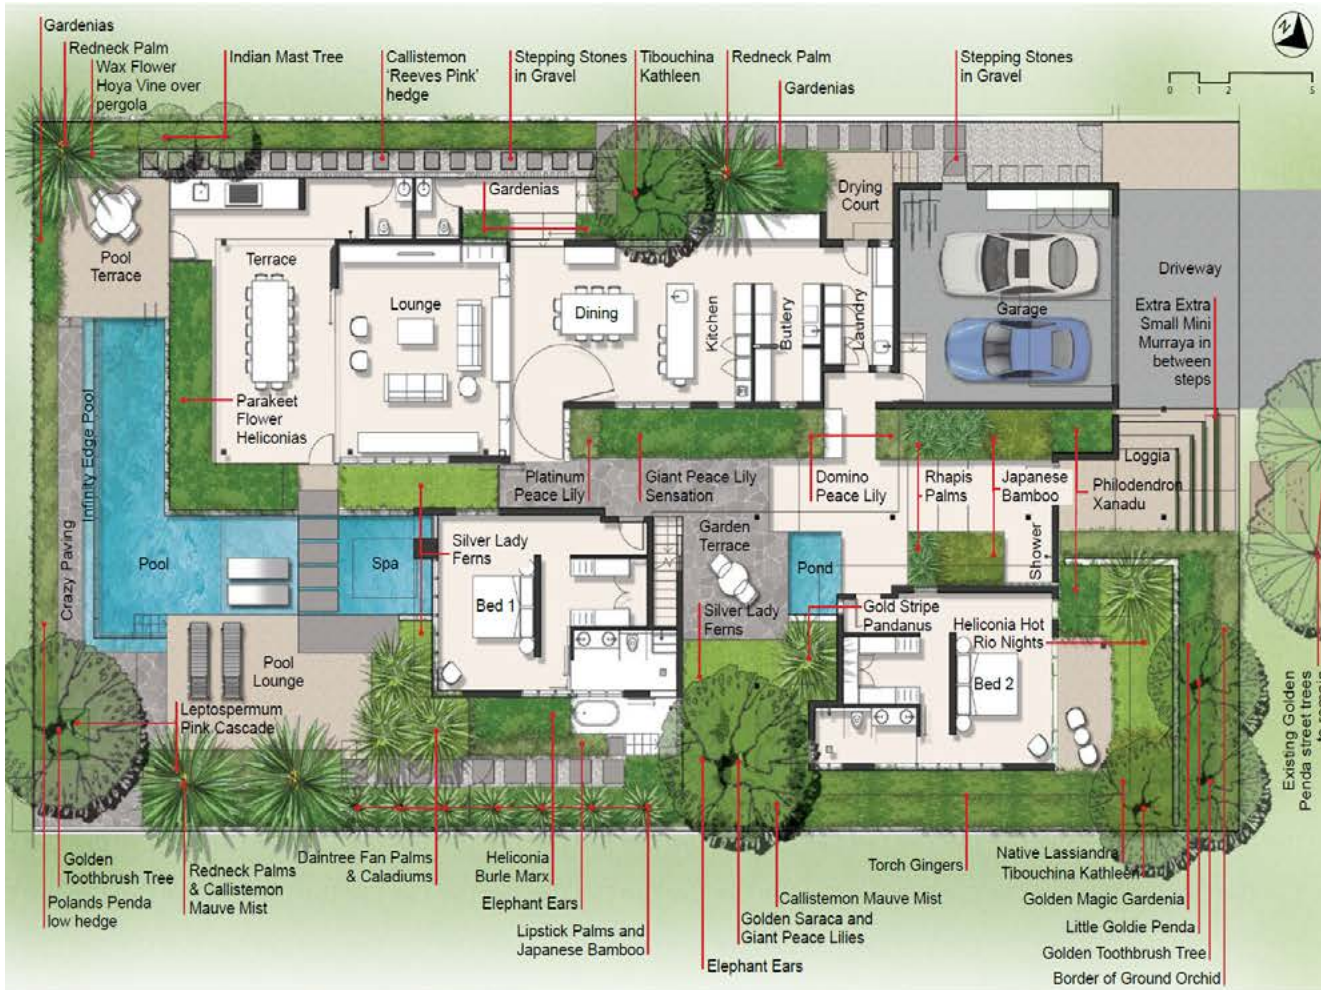 Gardenias
Redneck Palm
Wax Flower
Hoya Vine over
pergola
Indian Mast Tree
Callistemon
'Reeves Pink'
hedge
Stepping Stones
in Gravel
Tibouchina
Kathleen
Redneck Palm
Gardenias
Stepping Stones
in Gravel
N
0 1 2 5
Gardenias
Drying
Court
Pool
Terrace
Terrace
Lounge
Dining
Kitchen
Butlery
Laundry
Garage
Driveway
Extra Extra
Small Mini
Murraya in
between
steps
Parakeet
Flower
Heliconias
Infinity Edge Pool
Crazy Paving
Platinum
Peace Lily
Giant Peace Lily
Sensation
Domino
Peace Lily
Rhapis
Palms
Japanese
Bamboo
Loggia
Philodendron
Xanadu
Pool
Spa
Silver Lady
Ferns
Garden
Terrace
Pond
Shower
Bed 1
Silver Lady
Ferns
Gold Stripe
Pandanus
Heliconia Hot
Rio Nights
Pool
Lounge
Bed 2
Leptospermum
Pink Cascade
Existing Golden
Penda street trees
to remain
Golden
Toothbrush Tree
Polands Penda
low hedge
Redneck Palms
& Callistemon
Mauve Mist
Daintree Fan Palms
& Caladiums
Heliconia
Burle Marx
Elephant Ears
Lipstick Palms and
Japanese Bamboo
Callistemon Mauve Mist
Golden Saraca and
Giant Peace Lilies
Elephant Ears
Torch Gingers
Native Lassiandra
Tibouchina Kathleen
Golden Magic Gardenia
Little Goldie Penda
Golden Toothbrush Tree
Border of Ground Orchid